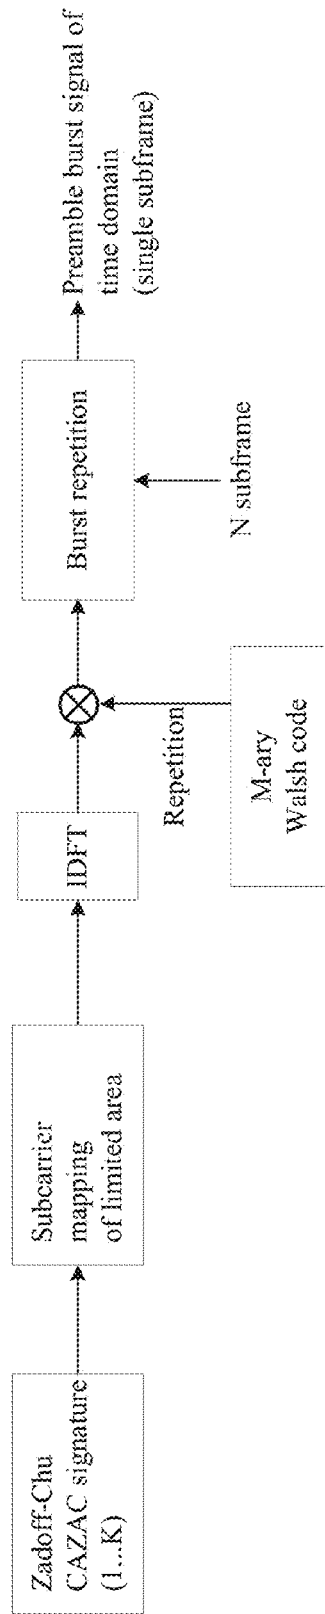 Zadoff-Chu
CAZAC signature
(1...K)
Subcarrier
mapping
of limited area
IDFT
Repetition
M-ary
Walsh code
Burst repetition
N subframe
Preamble burst signal of
time domain
(single subframe)